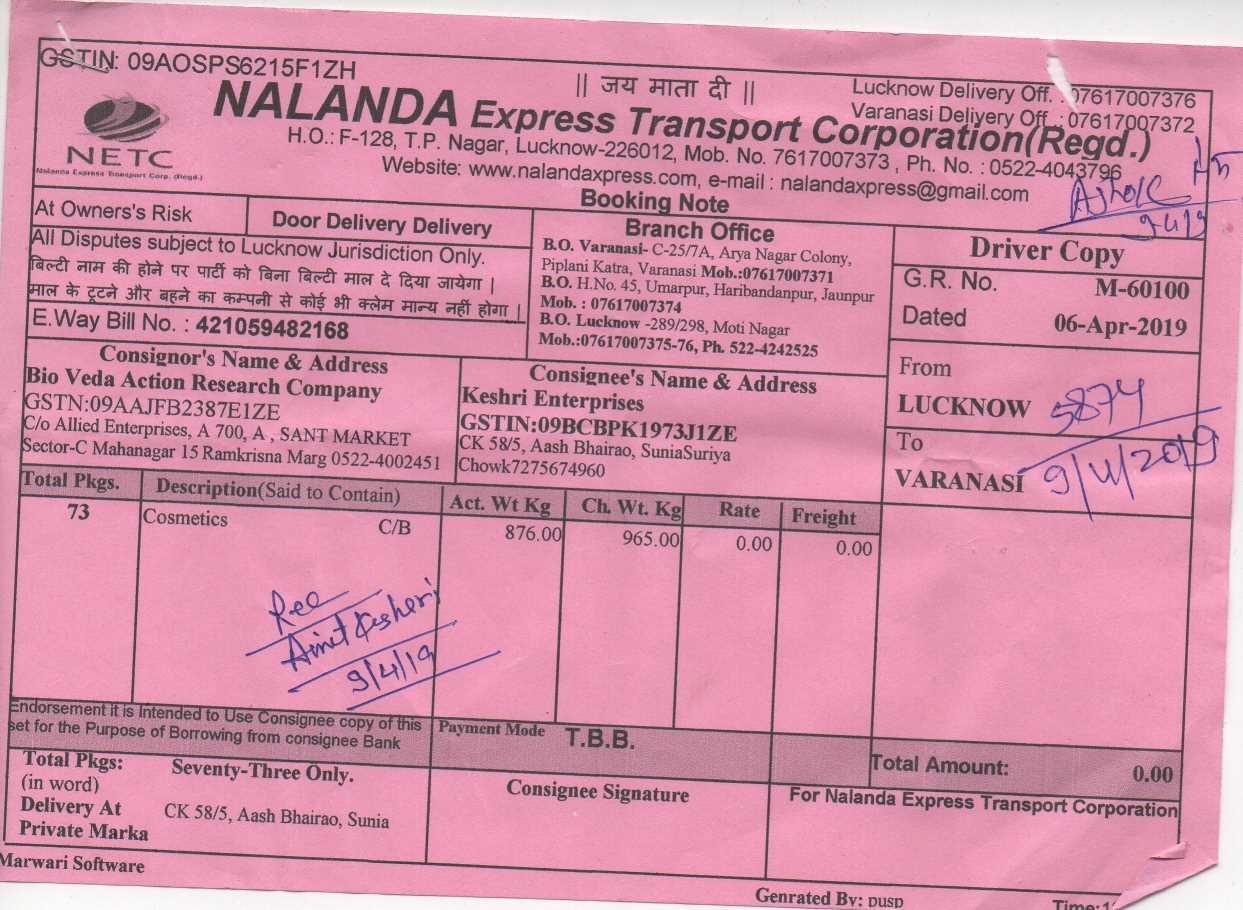 GSTIN: 09AOSPS6215F1ZH
|| जय माता दी ||
Lucknow Delivery Off. :07617007376
Varanasi Deliyery Off. :07617007372
NALANDA Express Transport Corporation(Regd.)
NETC
Nalanda Express Transport Corp. (Regd.)
H.O.: F-128, T.P. Nagar, Lucknow-226012, Mob. No. 7617007373 , Ph. No. : 0522-4043796
Website: www.nalandaxpress.com, e-mail : nalandaxpress@gmail.com
Booking Note
Ashok
9/4/19
At Owners's Risk
Door Delivery Delivery
All Disputes subject to Lucknow Jurisdiction Only.
बिल्टी नाम की होने पर पार्टी को बिना बिल्टी माल दे दिया जायेगा |
माल के टूटने और बहने का कम्पनी से कोई भी क्लेम मान्य नहीं होगा |
E.Way Bill No. : 421059482168
Branch Office
B.O. Varanasi- C-25/7A, Arya Nagar Colony,
Piplani Katra, Varanasi Mob.:07617007371
B.O. H.No. 45, Umarpur, Haribandanpur, Jaunpur
Mob. : 07617007374
B.O. Lucknow -289/298, Moti Nagar
Mob.:07617007375-76, Ph. 522-4242525
Driver Copy
G.R. No. M-60100
Dated 06-Apr-2019
Consignor's Name & Address
Bio Veda Action Research Company
GSTN:09AAJFB2387E1ZE
C/o Allied Enterprises, A 700, A , SANT MARKET
Sector-C Mahanagar 15 Ramkrisna Marg 0522-4002451
Consignee's Name & Address
Keshri Enterprises
GSTIN:09BCBPK1973J1ZE
CK 58/5, Aash Bhairao, SuniaSuriya
Chowk7275674960
From
LUCKNOW
5874
To
VARANASI
9/4/2019
Total Pkgs. Description(Said to Contain) Act. Wt Kg Ch. Wt. Kg Rate Freight
73 Cosmetics C/B 876.00 965.00 0.00 0.00
Rec
Amit Kesheri
9/4/19
Endorsement it is Intended to Use Consignee copy of this
set for the Purpose of Borrowing from consignee Bank
Payment Mode T.B.B.
Total Amount: 0.00
Total Pkgs: Seventy-Three Only.
(in word)
Delivery At CK 58/5, Aash Bhairao, Sunia
Private Marka
Consignee Signature
For Nalanda Express Transport Corporation
Marwari Software
Genrated By: pusp